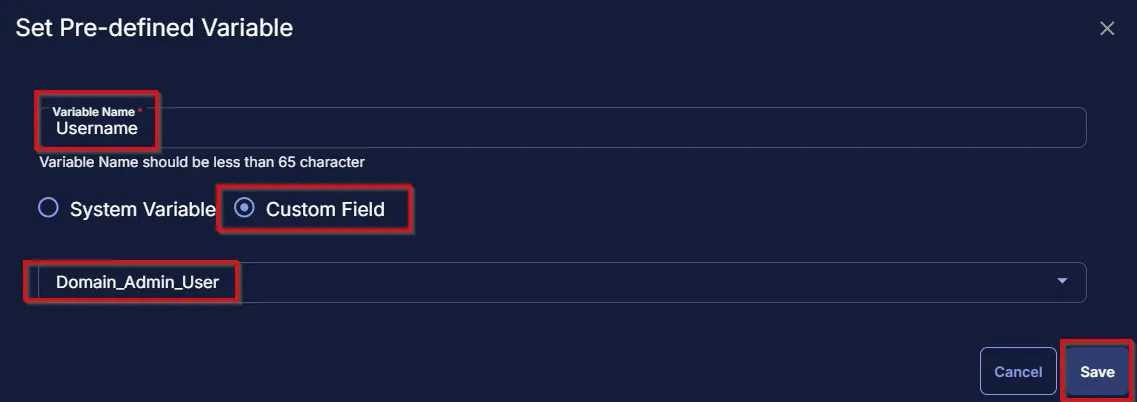 Set Pre-defined Variable
Variable Name *
Username
Variable Name should be less than 65 character
System Variable Custom Field
Domain_Admin_User
Cancel Save